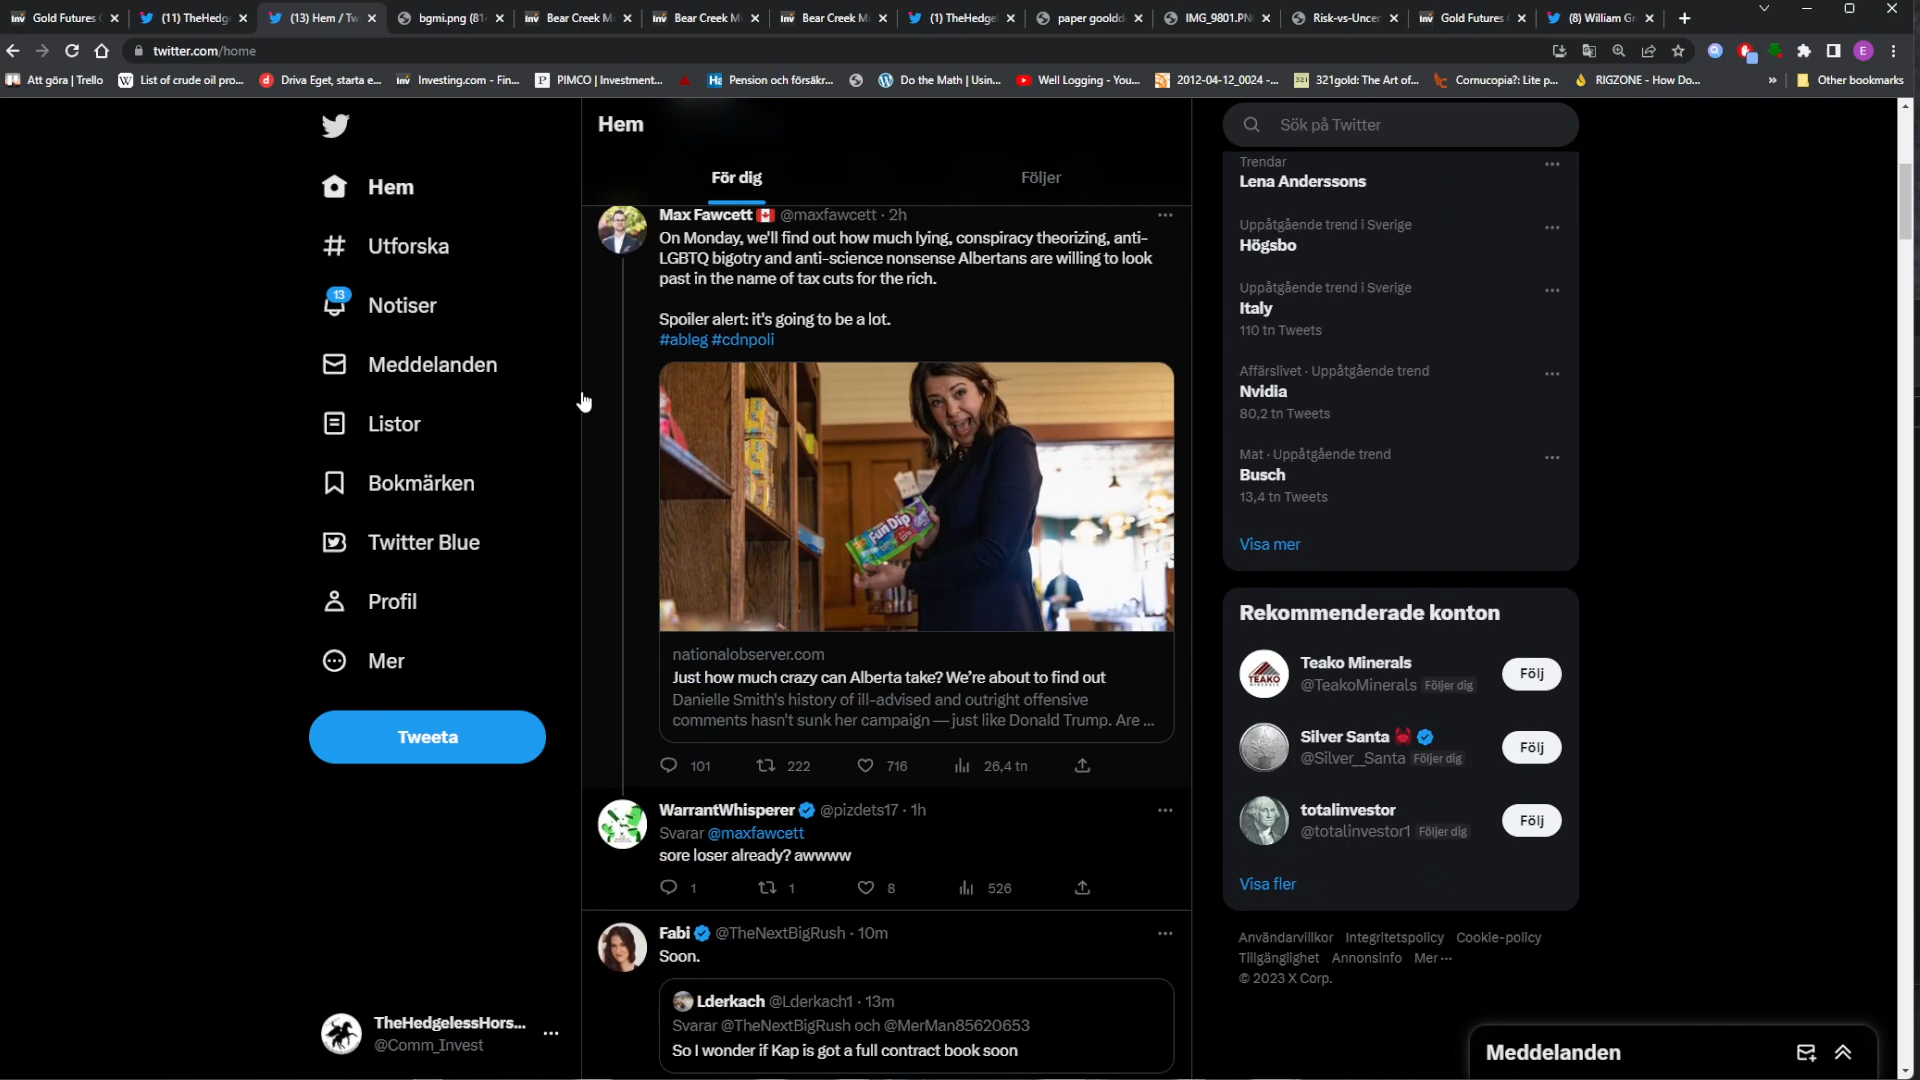 Gold Futures
(11) TheHedg
(13) Hem / Tw
bgmi.png (81
Bear Creek M
Bear Creek M
Bear Creek M
(1) TheHedge
paper goold
IMG_9801.PN
Risk-vs-Uncer
Gold Futures
(8) William G
twitter.com/home
Att göra | Trello
List of crude oil pro...
Driva Eget, starta e...
Investing.com - Fin...
PIMCO | Investment...
Pension och försäkr...
Do the Math | Usin...
Well Logging - You...
2012-04-12_0024 -...
321gold: The Art of...
Cornucopia?: Lite p...
RIGZONE - How Do...
Other bookmarks
Hem
Utforska
13
Notiser
Meddelanden
Listor
Bokmärken
Twitter Blue
Profil
Mer
Tweeta
TheHedgelessHors...
@Comm_Invest
Hem
För dig
Följer
Max Fawcett @maxfawcett · 2h
On Monday, we'll find out how much lying, conspiracy theorizing, anti-
LGBTQ bigotry and anti-science nonsense Albertans are willing to look
past in the name of tax cuts for the rich.
Spoiler alert: it's going to be a lot.
#ableg #cdnpoli
Fun Dip
nationalobserver.com
Just how much crazy can Alberta take? We're about to find out
Danielle Smith's history of ill-advised and outright offensive
comments hasn't sunk her campaign — just like Donald Trump. Are ...
101 222 716 26,4 tn
WarrantWhisperer @pizdets17 · 1h
Svarar @maxfawcett
sore loser already? awwww
1 1 8 526
Fabi @TheNextBigRush · 10m
Soon.
Lderkach @Lderkach1 · 13m
Svarar @TheNextBigRush och @MerMan85620653
So I wonder if Kap is got a full contract book soon
Sök på Twitter
Trendar
Lena Anderssons
Uppåtgående trend i Sverige
Högsbo
Uppåtgående trend i Sverige
Italy
110 tn Tweets
Affärslivet · Uppåtgående trend
Nvidia
80,2 tn Tweets
Mat · Uppåtgående trend
Busch
13,4 tn Tweets
Visa mer
Rekommenderade konton
Teako Minerals
@TeakoMinerals Följer dig
Följ
Silver Santa
@Silver__Santa Följer dig
Följ
totalinvestor
@totalinvestor1 Följer dig
Följ
Visa fler
Användarvillkor Integritetspolicy Cookie-policy
Tillgänglighet Annonsinfo Mer ···
© 2023 X Corp.
Meddelanden